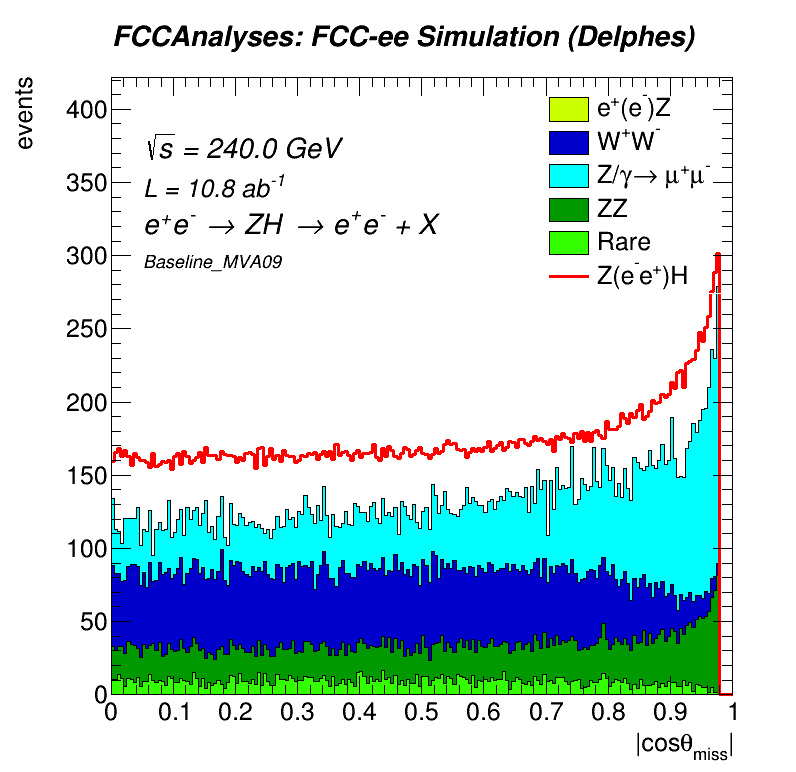 FCCAnalyses: FCC-ee Simulation (Delphes)
events
√s = 240.0 GeV
L = 10.8 ab⁻¹
e⁺e⁻ → ZH → e⁺e⁻ + X
Baseline_MVA09
e⁺(e⁻)Z
W⁺W⁻
Z/γ→ μ⁺μ⁻
ZZ
Rare
Z(e⁻e⁺)H
400
350
300
250
200
150
100
50
0
0 0.1 0.2 0.3 0.4 0.5 0.6 0.7 0.8 0.9 1
|cosθ_miss|